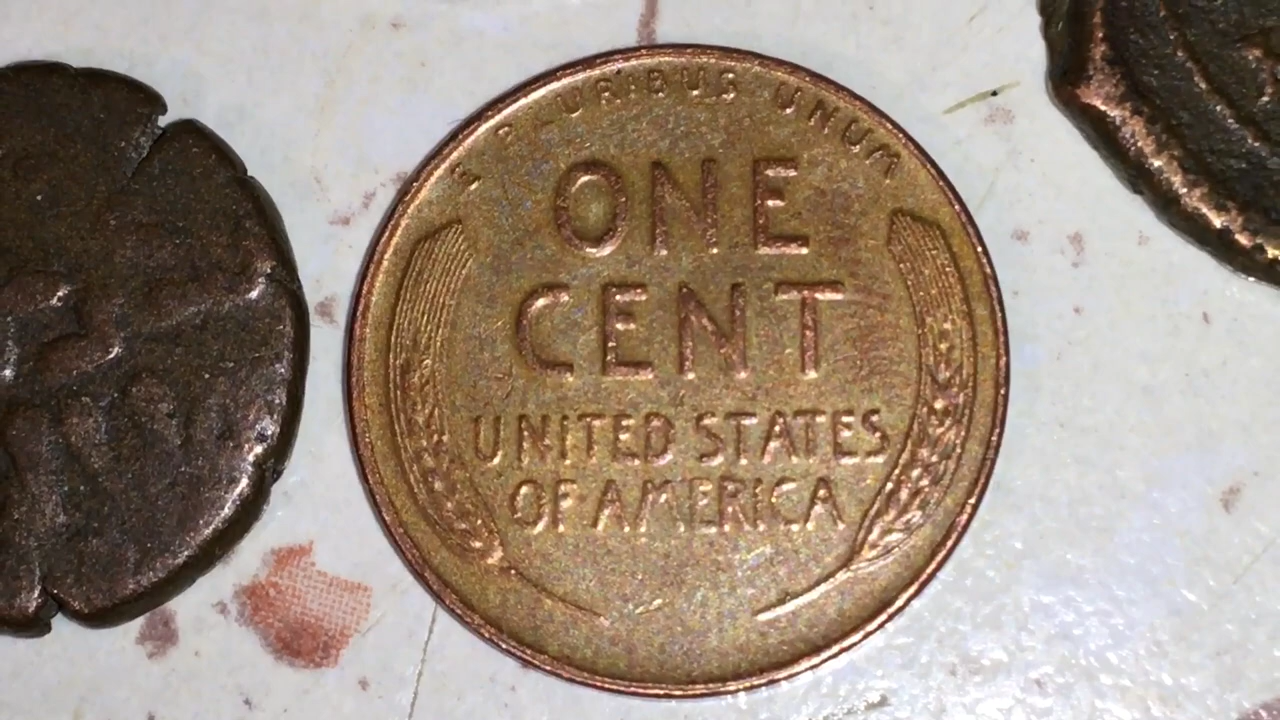 E PLURIBUS UNUM
ONE
CENT
UNITED STATES
OF AMERICA